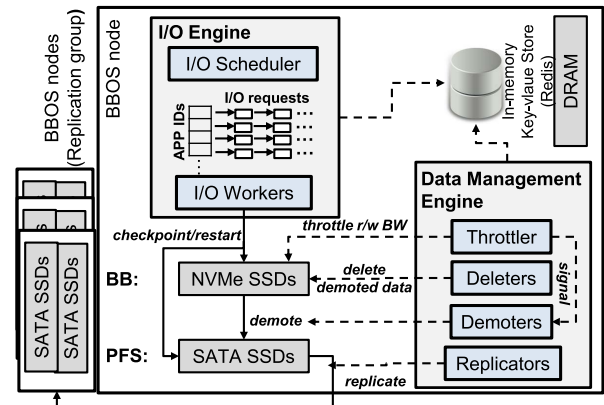 BBOS nodes
(Replication group)
SATA SSDs
SATA SSDs
BBOS node
I/O Engine
I/O Scheduler
I/O requests
APP IDs
I/O Workers
In-memory
Key-vlaue Store
(Redis)
DRAM
Data Management
Engine
Throttler
Deleters
Demoters
Replicators
signal
checkpoint/restart
throttle r/w BW
BB:
NVMe SSDs
delete
demoted data
demote
PFS:
SATA SSDs
replicate